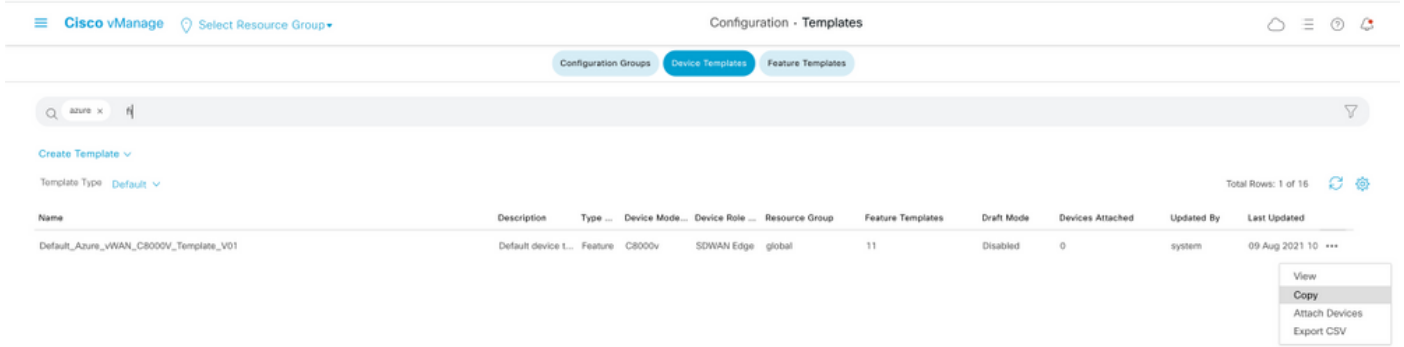 Cisco vManage Select Resource Group▾ Configuration · Templates
Configuration Groups Device Templates Feature Templates
azure x fi
Create Template
Template Type Default Total Rows: 1 of 16
Name Description Type ... Device Mode... Device Role ... Resource Group Feature Templates Draft Mode Devices Attached Updated By Last Updated
Default_Azure_vWAN_C8000V_Template_V01 Default device t... Feature C8000v SDWAN Edge global 11 Disabled 0 system 09 Aug 2021 10 •••
View
Copy
Attach Devices
Export CSV